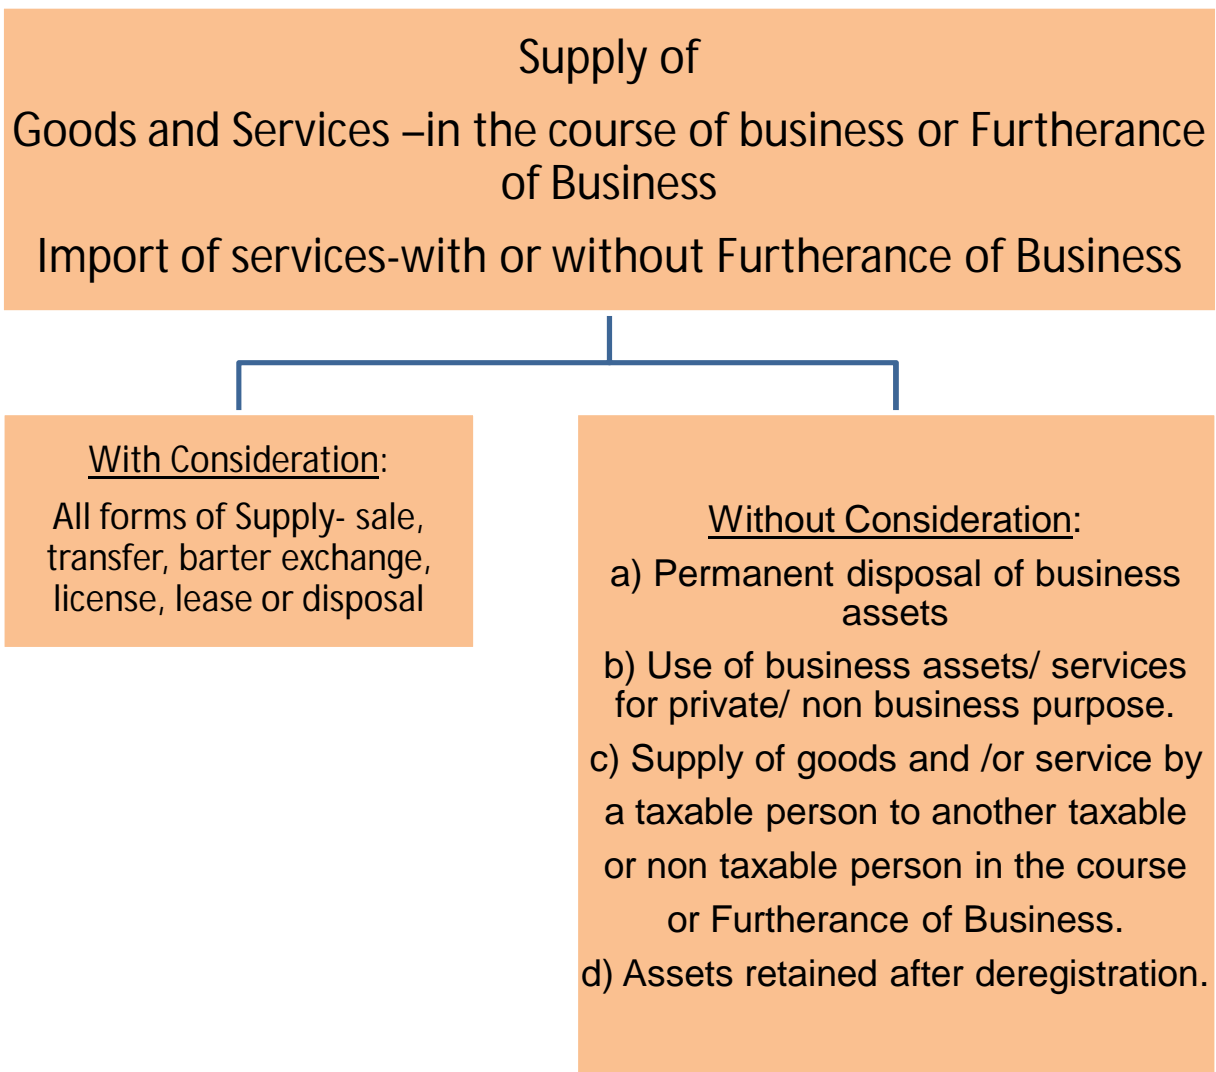 Supply of
Goods and Services –in the course of business or Furtherance
of Business
Import of services-with or without Furtherance of Business
With Consideration:
All forms of Supply- sale,
transfer, barter exchange,
license, lease or disposal
Without Consideration:
a) Permanent disposal of business
assets
b) Use of business assets/ services
for private/ non business purpose.
c) Supply of goods and /or service by
a taxable person to another taxable
or non taxable person in the course
or Furtherance of Business.
d) Assets retained after deregistration.